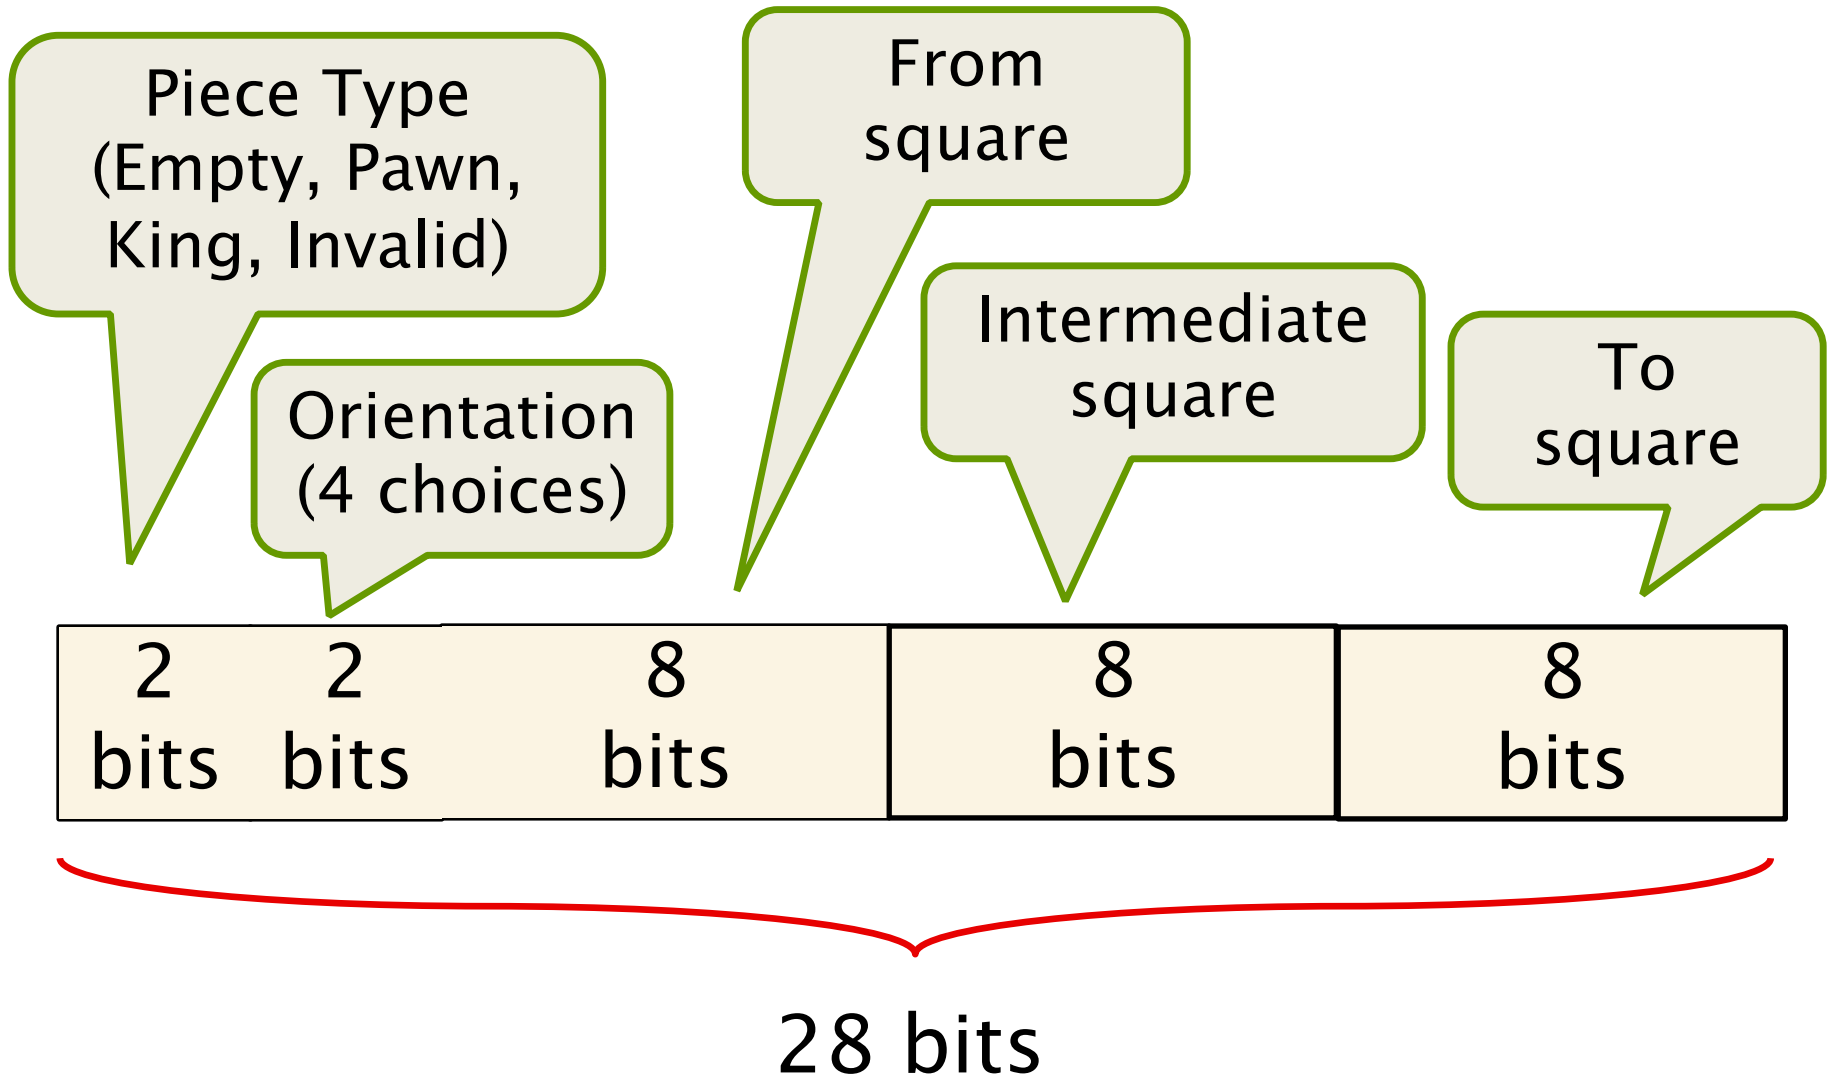 Piece Type
(Empty, Pawn,
King, Invalid)
Orientation
(4 choices)
From
square
Intermediate
square
To
square
2
bits
2
bits
8
bits
8
bits
8
bits
28 bits